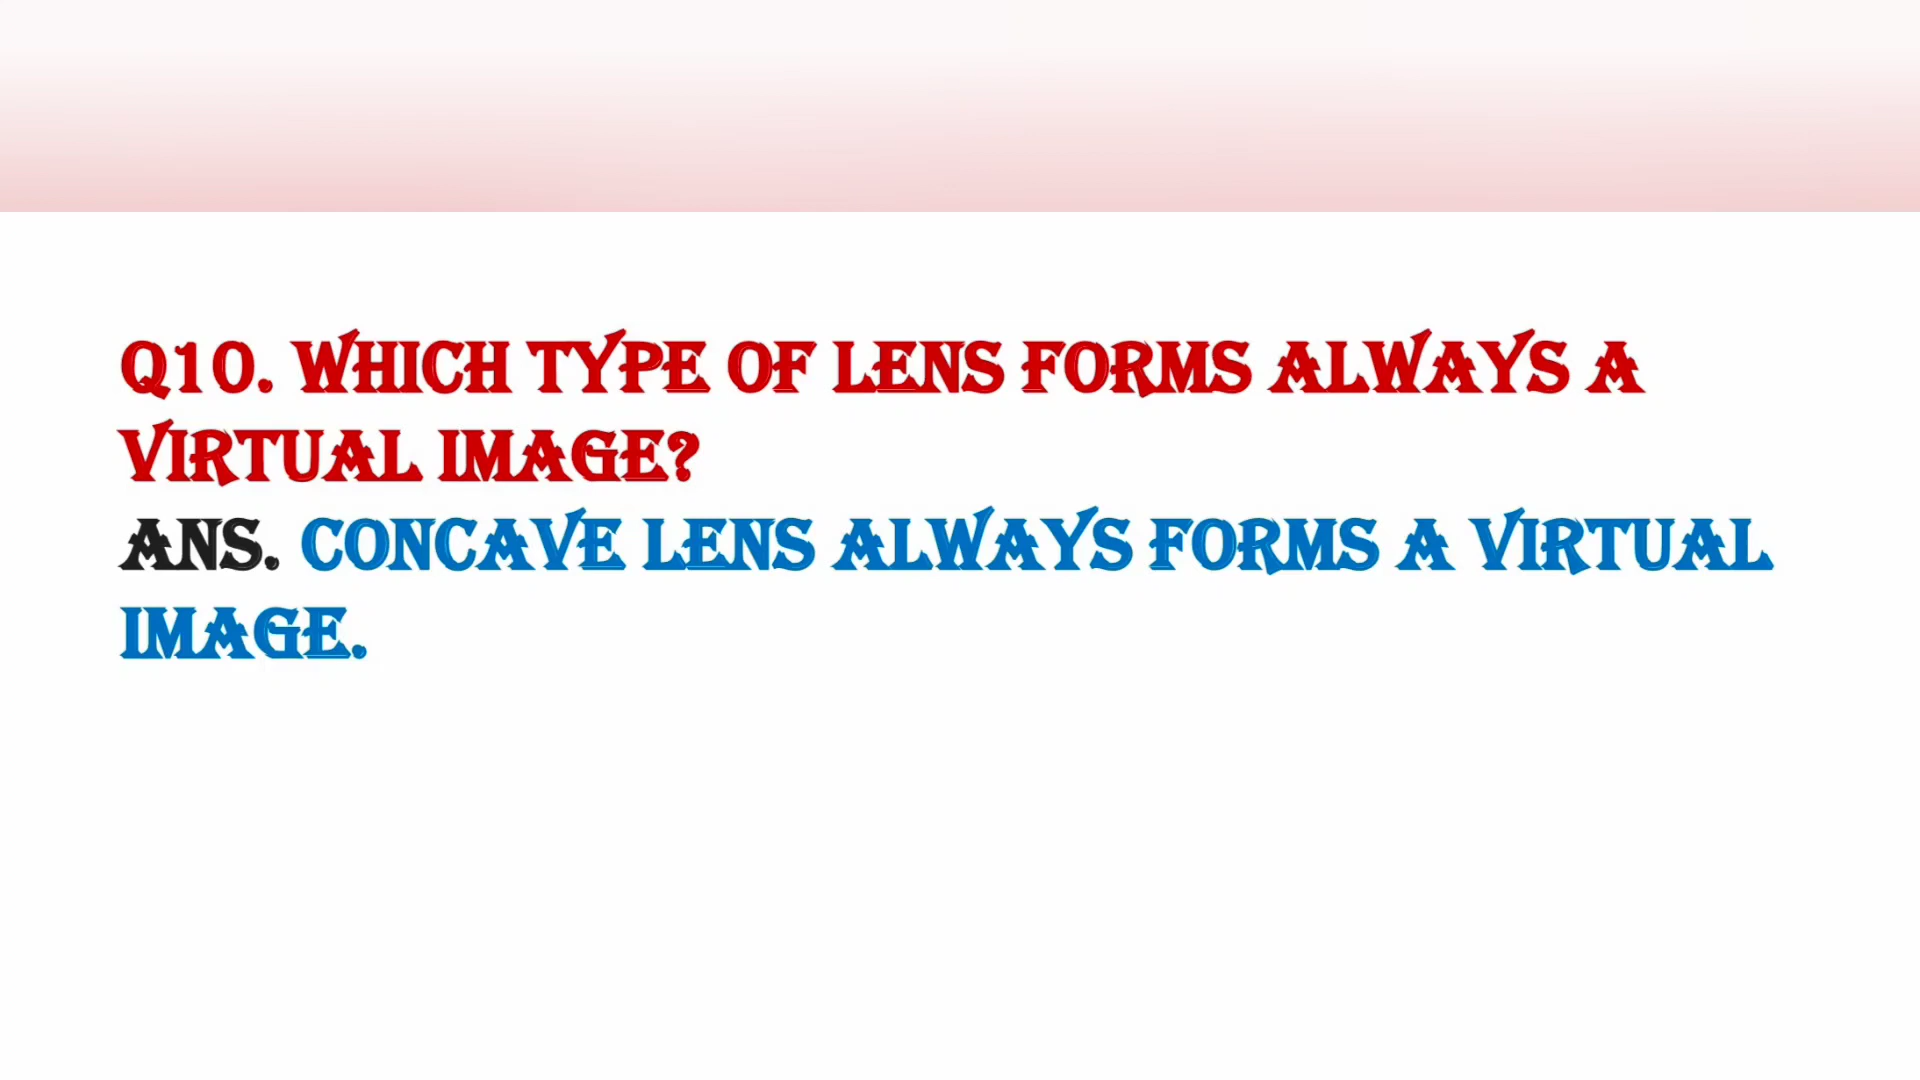 Q10. WHICH TYPE OF LENS FORMS ALWAYS A
VIRTUAL IMAGE?
ANS. CONCAVE LENS ALWAYS FORMS A VIRTUAL
IMAGE.